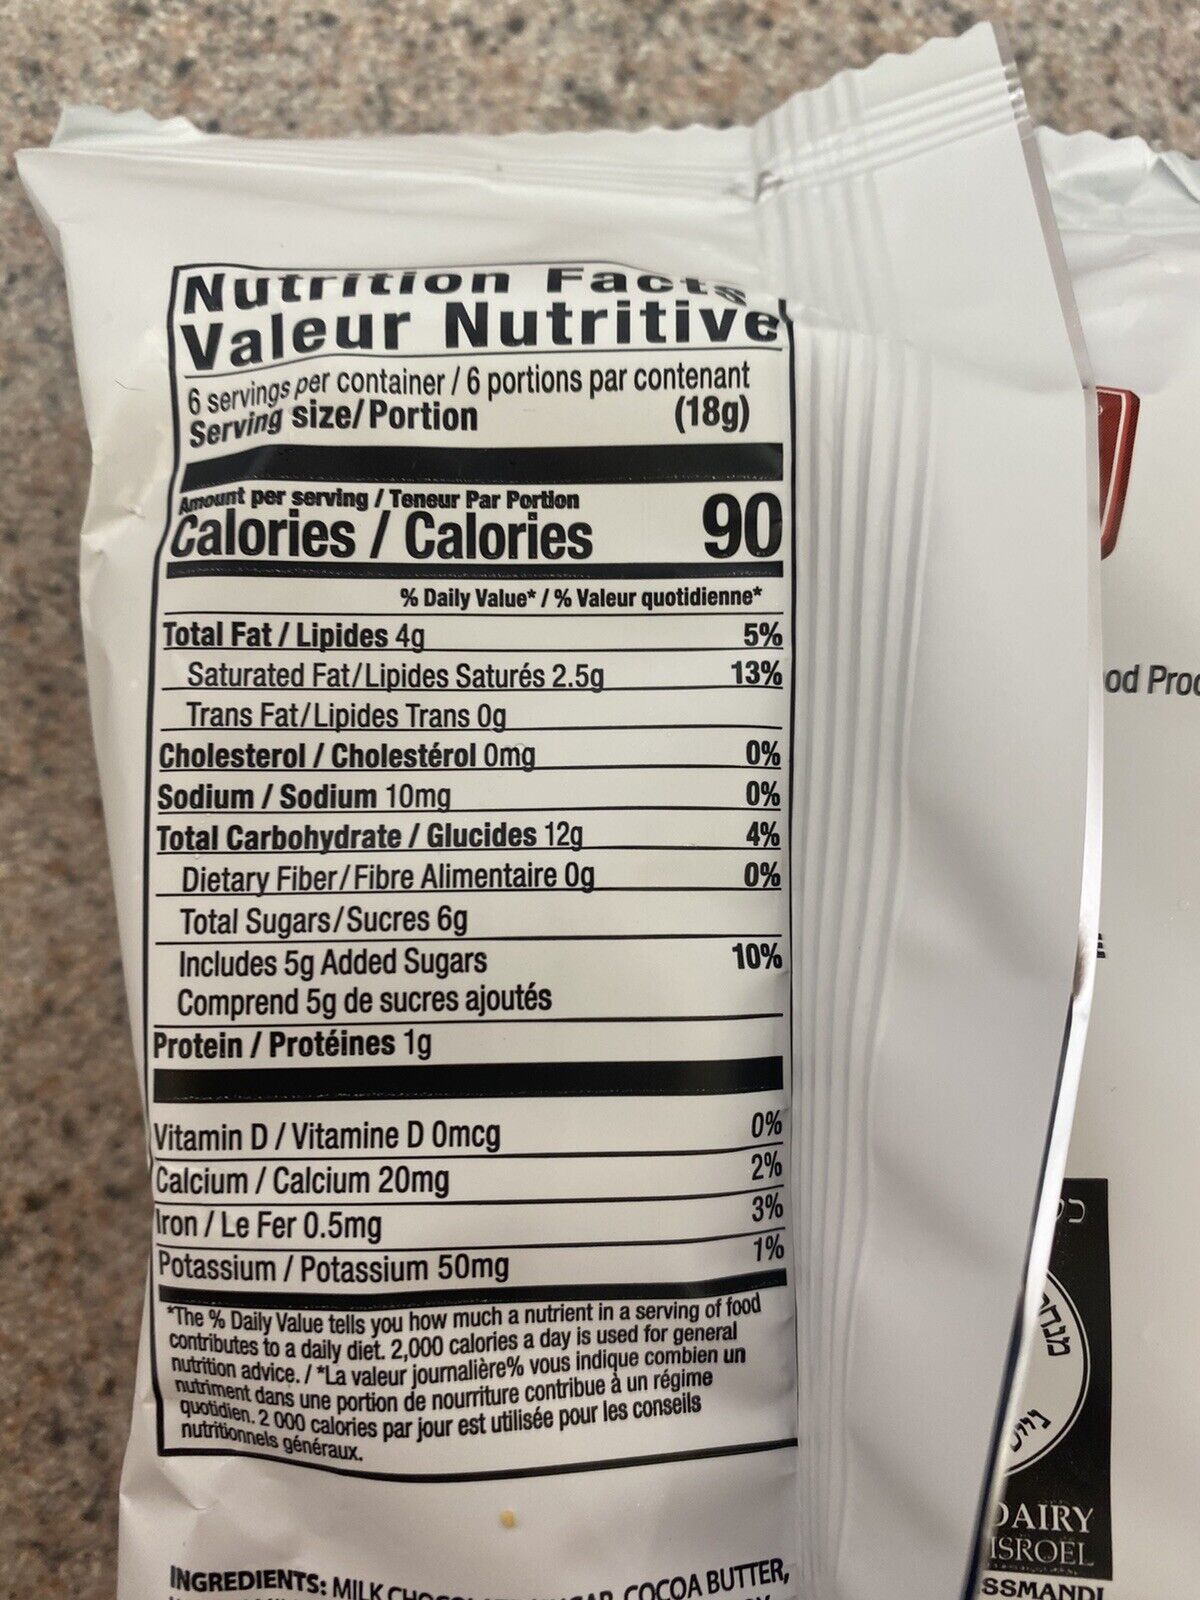 Nutrition Facts
Valeur Nutritive
6 servings per container / 6 portions par contenant
Serving size/Portion (18g)
Amount per serving / Teneur Par Portion
Calories / Calories 90
% Daily Value* / % Valeur quotidienne*
Total Fat / Lipides 4g 5%
Saturated Fat/Lipides Saturés 2.5g 13%
Trans Fat/Lipides Trans 0g
Cholesterol / Cholestérol 0mg 0%
Sodium / Sodium 10mg 0%
Total Carbohydrate / Glucides 12g 4%
Dietary Fiber/Fibre Alimentaire 0g 0%
Total Sugars/Sucres 6g
Includes 5g Added Sugars 10%
Comprend 5g de sucres ajoutés
Protein / Protéines 1g
Vitamin D / Vitamine D 0mcg 0%
Calcium / Calcium 20mg 2%
Iron / Le Fer 0.5mg 3%
Potassium / Potassium 50mg 1%
*The % Daily Value tells you how much a nutrient in a serving of food
contributes to a daily diet. 2,000 calories a day is used for general
nutrition advice. / *La valeur journalière% vous indique combien un
nutriment dans une portion de nourriture contribue à un régime
quotidien. 2 000 calories par jour est utilisée pour les conseils
nutritionnels généraux.
INGREDIENTS: MILK COCOA BUTTER,
DAIRY